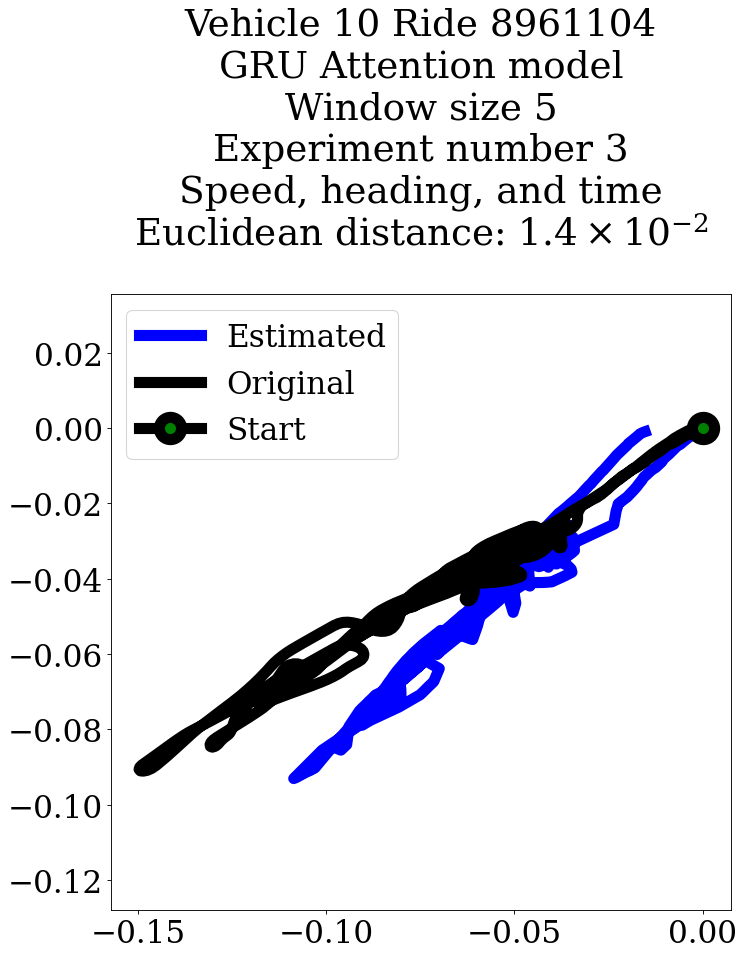 Vehicle 10 Ride 8961104
GRU Attention model
Window size 5
Experiment number 3
Speed, heading, and time
Euclidean distance: 1.4 × 10⁻²
Estimated
Original
Start
0.02
0.00
−0.02
−0.04
−0.06
−0.08
−0.10
−0.12
−0.15 −0.10 −0.05 0.00